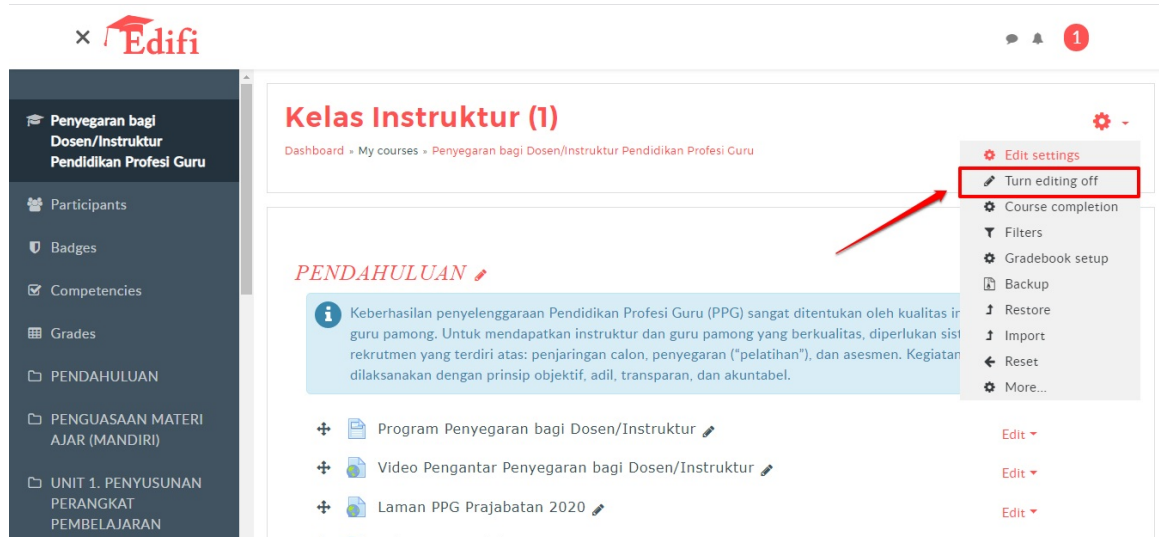 × Edifi
1
Penyegaran bagi
Dosen/Instruktur
Pendidikan Profesi Guru
Participants
Badges
Competencies
Grades
PENDAHULUAN
PENGUASAAN MATERI
AJAR (MANDIRI)
UNIT 1. PENYUSUNAN
PERANGKAT
PEMBELAJARAN
Kelas Instruktur (1)
Dashboard » My courses » Penyegaran bagi Dosen/Instruktur Pendidikan Profesi Guru
Edit settings
Turn editing off
Course completion
Filters
Gradebook setup
Backup
Restore
Import
Reset
More...
PENDAHULUAN
Keberhasilan penyelenggaraan Pendidikan Profesi Guru (PPG) sangat ditentukan oleh kualitas
guru pamong. Untuk mendapatkan instruktur dan guru pamong yang berkualitas, diperlukan
rekrutmen yang terdiri atas: penjaringan calon, penyegaran (“pelatihan”), dan asesmen. Kegiatan
dilaksanakan dengan prinsip objektif, adil, transparan, dan akuntabel.
Program Penyegaran bagi Dosen/Instruktur
Edit
Video Pengantar Penyegaran bagi Dosen/Instruktur
Edit
Laman PPG Prajabatan 2020
Edit